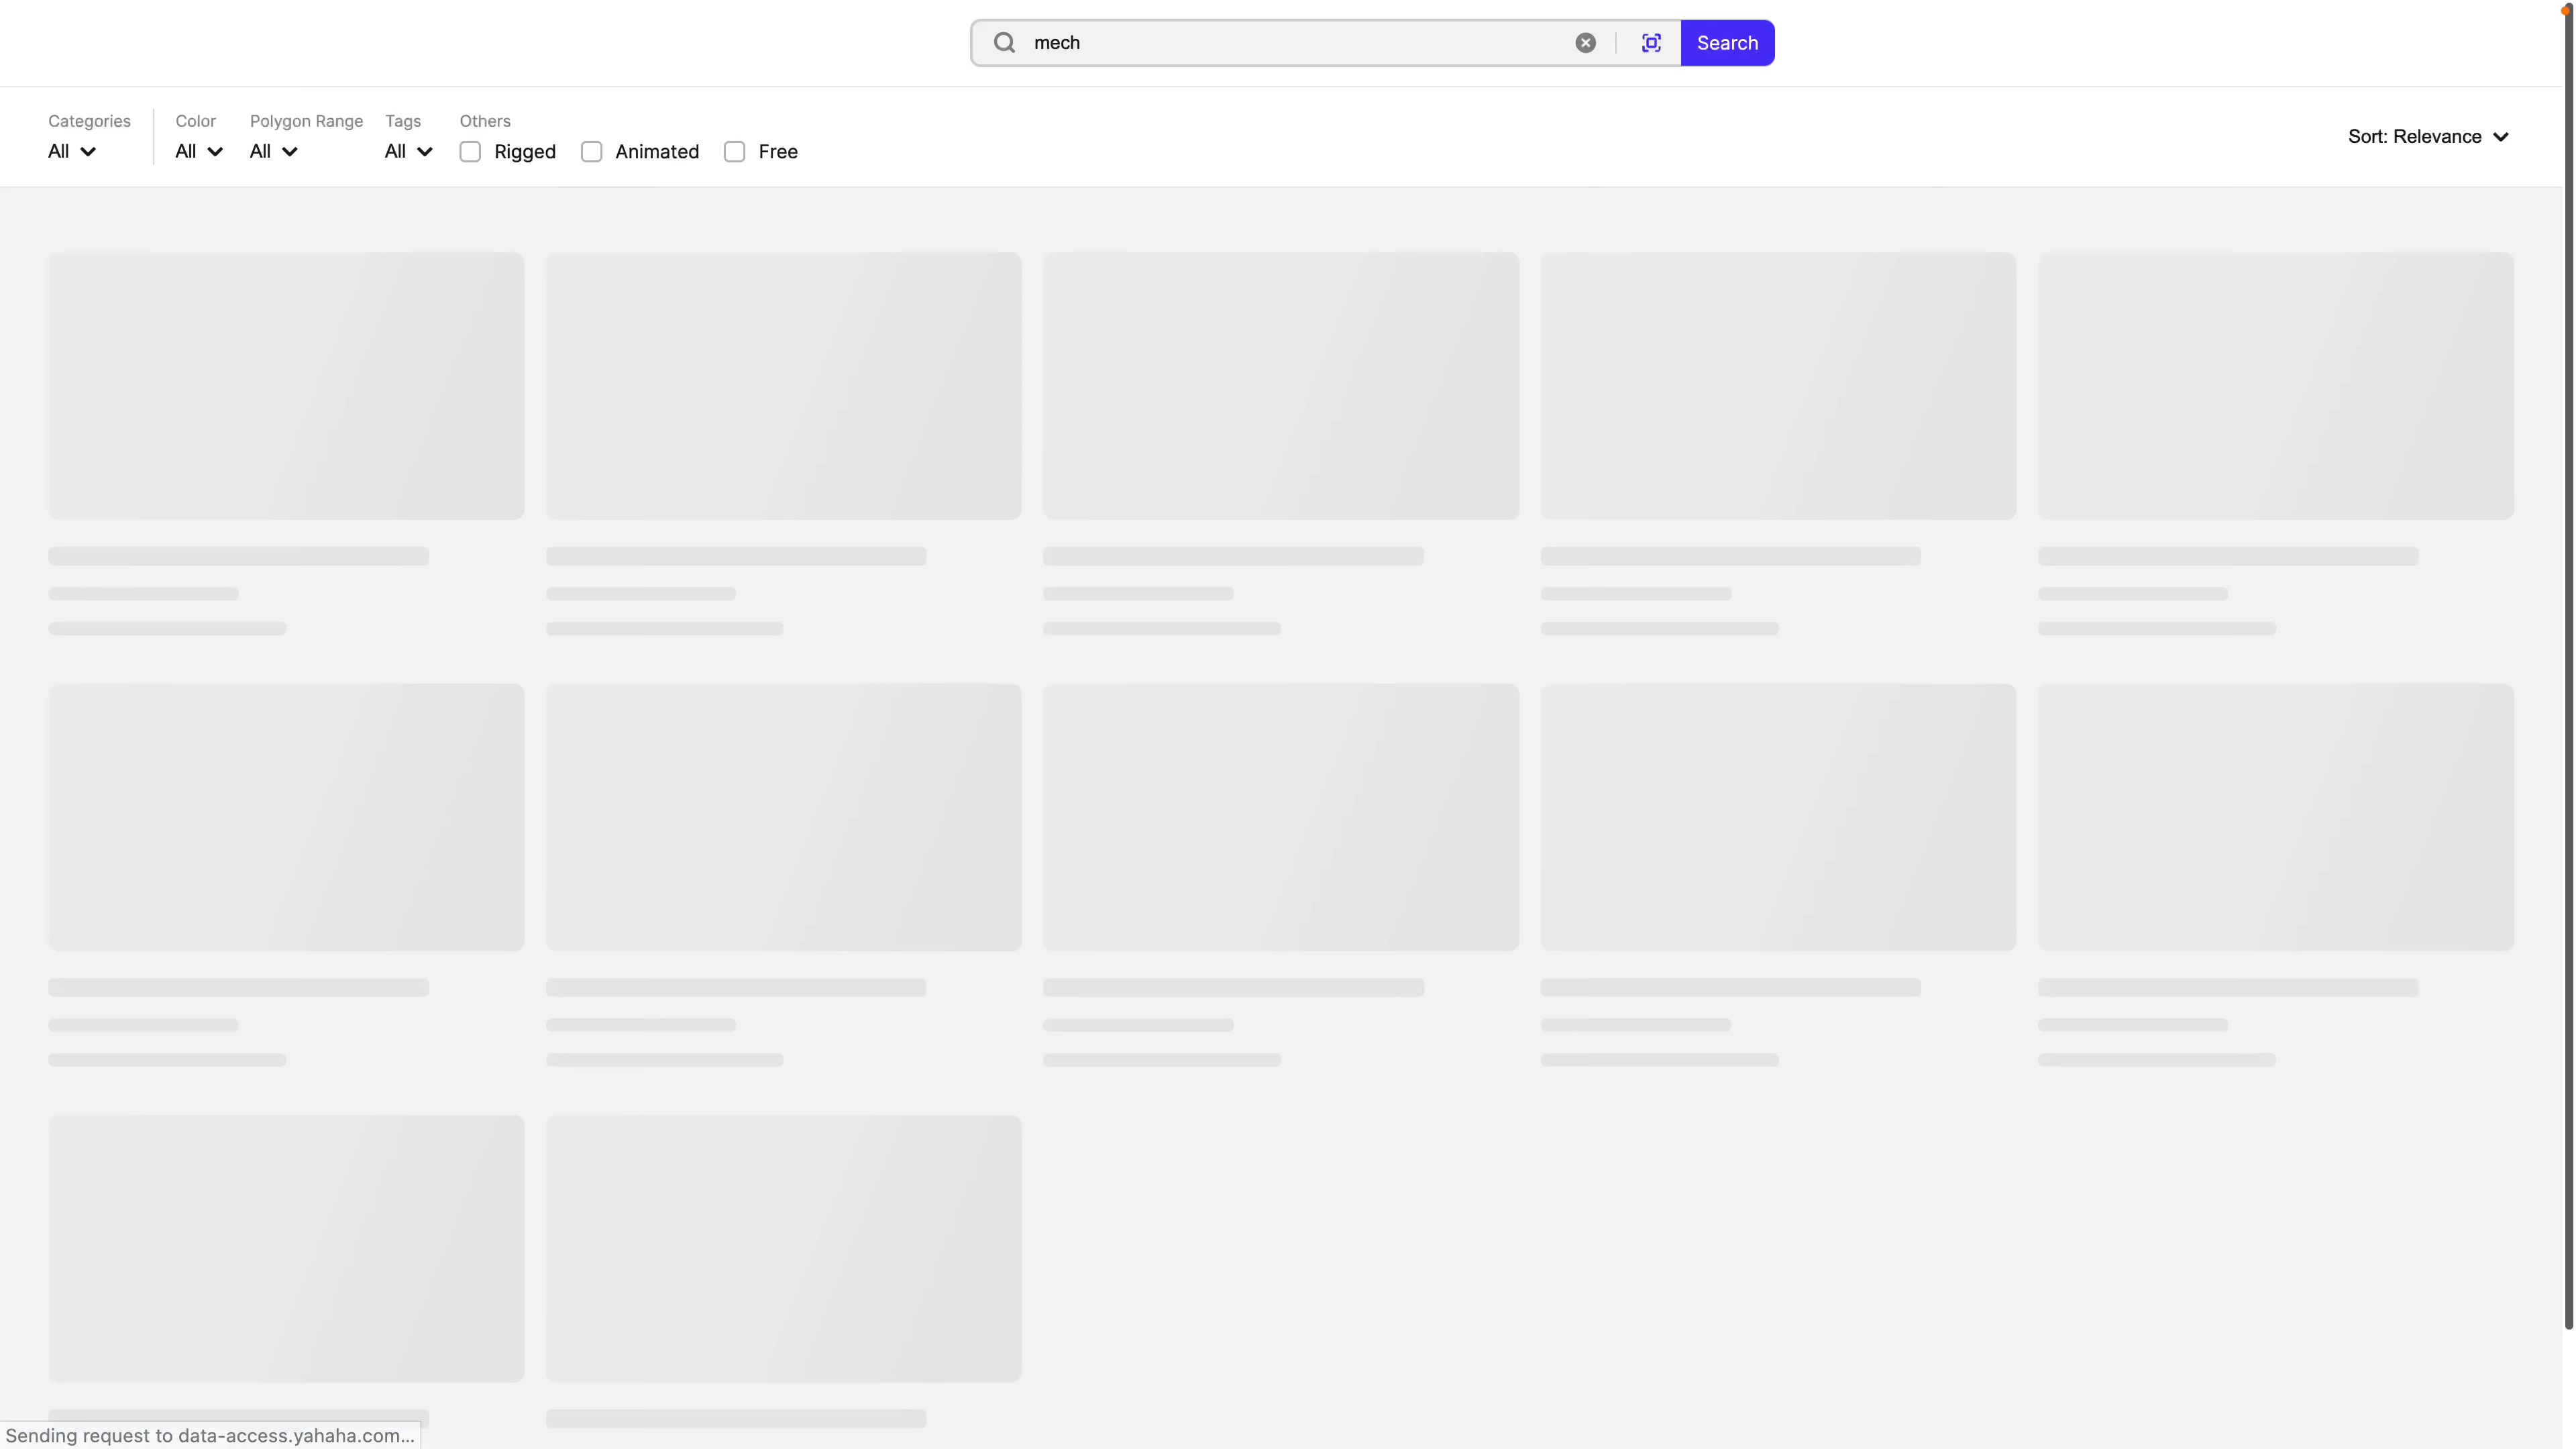 mech
Search
Categories
All
Color
All
Polygon Range
All
Tags
All
Others
Rigged
Animated
Free
Sort: Relevance
Sending request to data-access.yahaha.com...